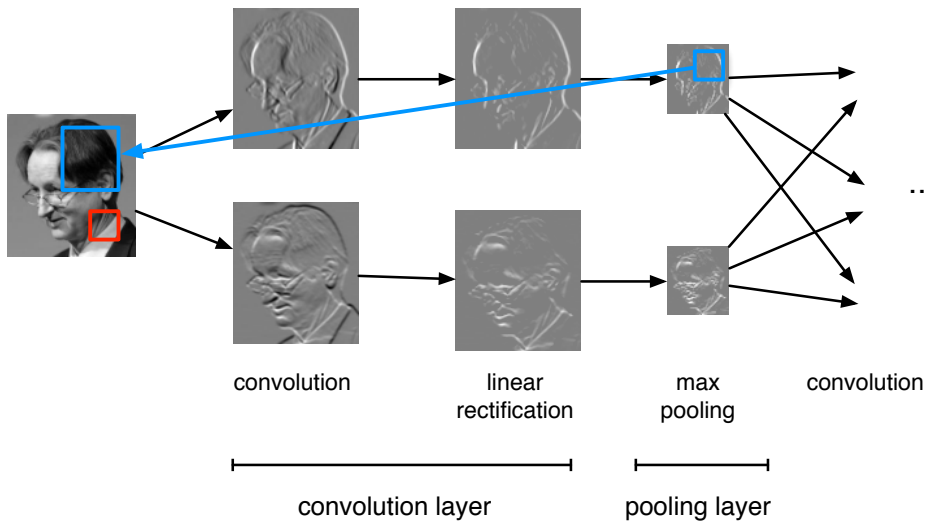 convolution
linear
rectification
max
pooling
convolution
..
convolution layer
pooling layer